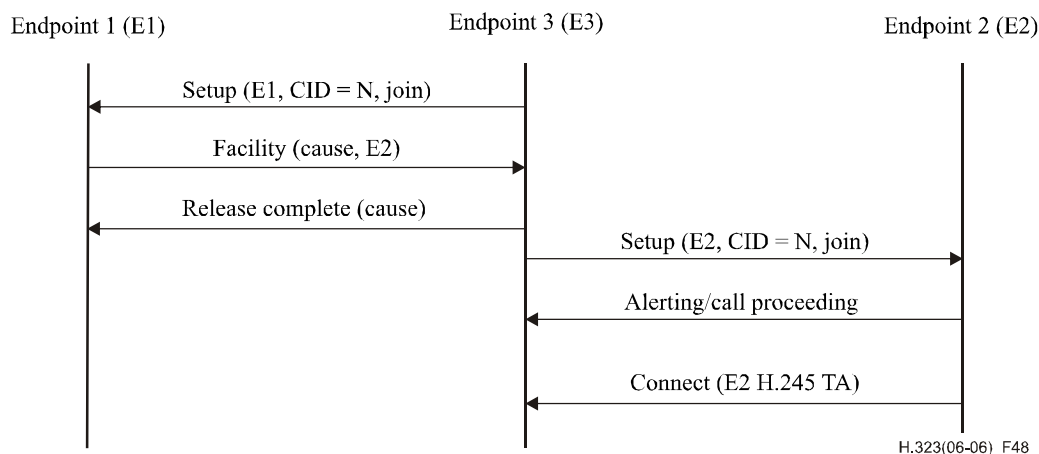 Endpoint 1 (E1)
Endpoint 3 (E3)
Endpoint 2 (E2)
Setup (E1, CID = N, join)
Facility (cause, E2)
Release complete (cause)
Setup (E2, CID = N, join)
Alerting/call proceeding
Connect (E2 H.245 TA)
H.323(06-06)_F48